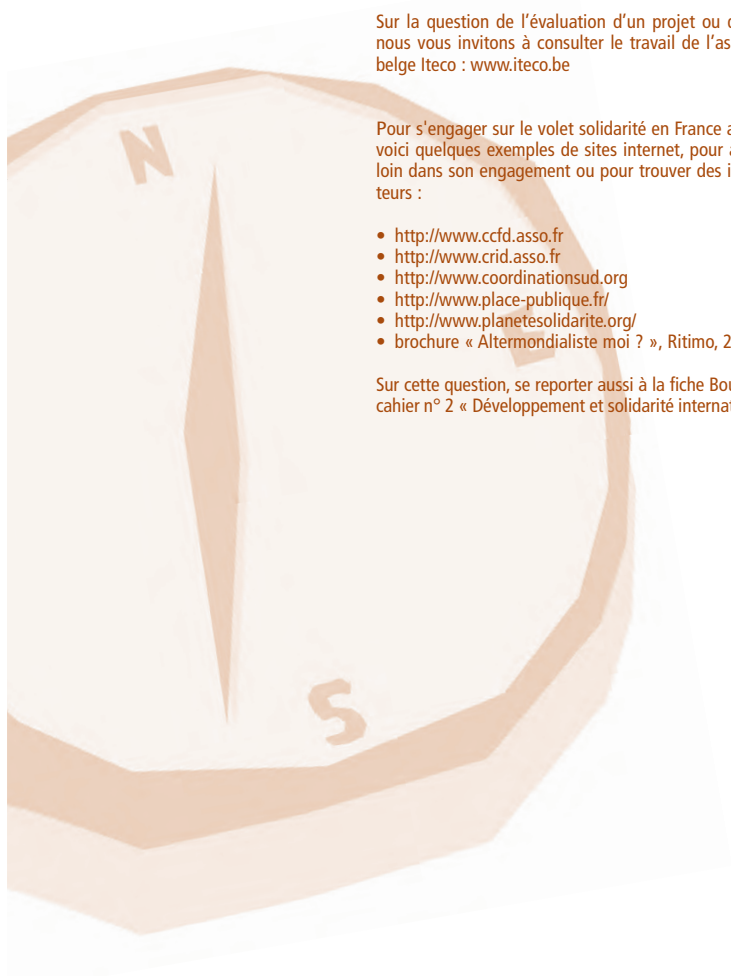 Sur la question de l'évaluation d'un projet ou
nous vous invitons à consulter le travail de
belge Iteco : www.iteco.be
Pour s'engager sur le volet solidarité en France
voici quelques exemples de sites internet, pour
loin dans son engagement ou pour trouver des
teurs :
• http://www.ccfd.asso.fr
• http://www.crid.asso.fr
• http://www.coordinationsud.org
• http://www.place-publique.fr/
• http://www.planetesolidarite.org/
• brochure « Altermondialiste moi ? », Ritimo,
Sur cette question, se reporter aussi à la fiche
cahier n° 2 « Développement et solidarité
N
E
S